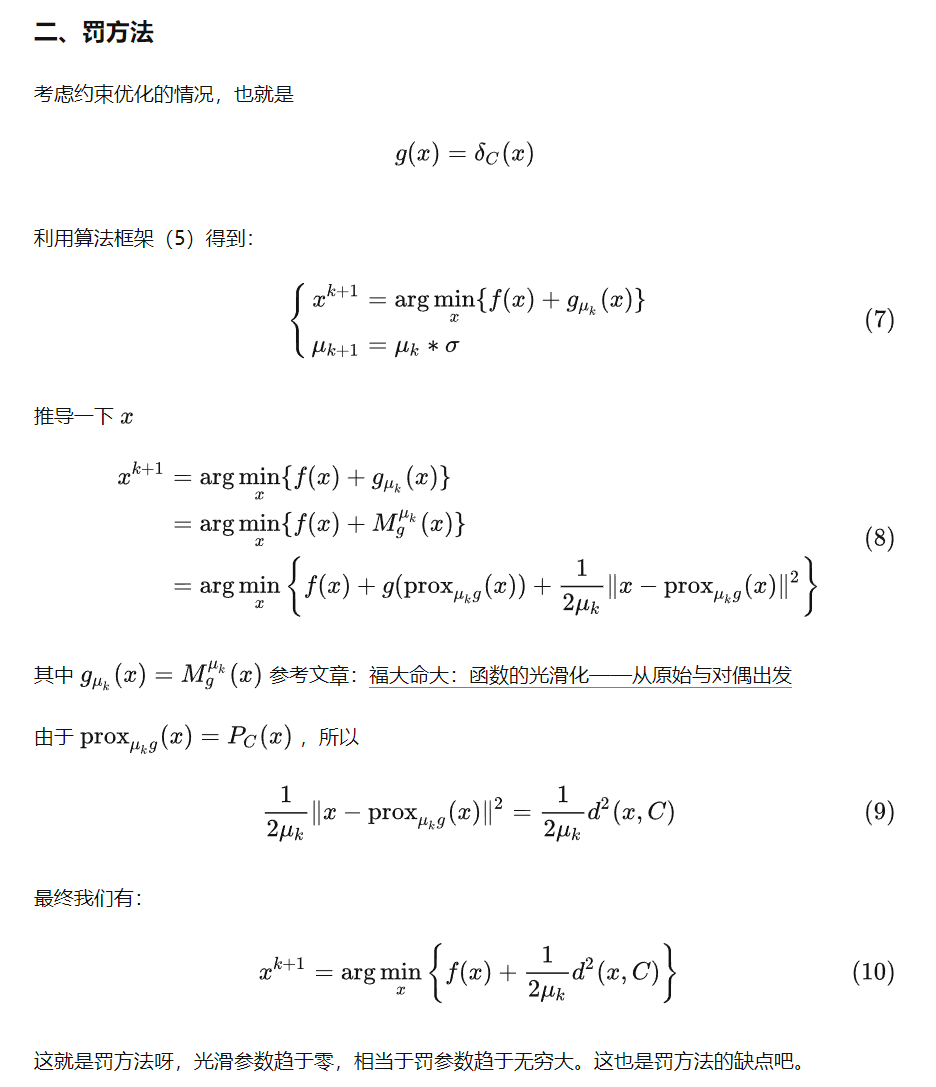 二、罚方法
考虑约束优化的情况，也就是
$$g(x) = \delta_C(x)$$
利用算法框架（5）得到：
$$\begin{cases} x^{k+1} = \arg\min_x \{f(x) + g_{\mu_k}(x)\} \\ \mu_{k+1} = \mu_k * \sigma \end{cases} \quad (7)$$
推导一下 $x$
$$\begin{aligned} x^{k+1} &= \arg\min_x \{f(x) + g_{\mu_k}(x)\} \\ &= \arg\min_x \{f(x) + M_g^{\mu_k}(x)\} \\ &= \arg\min_x \left\{ f(x) + g(\text{prox}_{\mu_k g}(x)) + \frac{1}{2\mu_k} \|x - \text{prox}_{\mu_k g}(x)\|^2 \right\} \end{aligned} \quad (8)$$
其中 $g_{\mu_k}(x) = M_g^{\mu_k}(x)$ 参考文章：福大命大：函数的光滑化——从原始与对偶出发
由于 $\text{prox}_{\mu_k g}(x) = P_C(x)$ ，所以
$$\frac{1}{2\mu_k} \|x - \text{prox}_{\mu_k g}(x)\|^2 = \frac{1}{2\mu_k} d^2(x, C) \quad (9)$$
最终我们有：
$$x^{k+1} = \arg\min_x \left\{ f(x) + \frac{1}{2\mu_k} d^2(x, C) \right\} \quad (10)$$
这就是罚方法呀，光滑参数趋于零，相当于罚参数趋于无穷大。这也是罚方法的缺点吧。